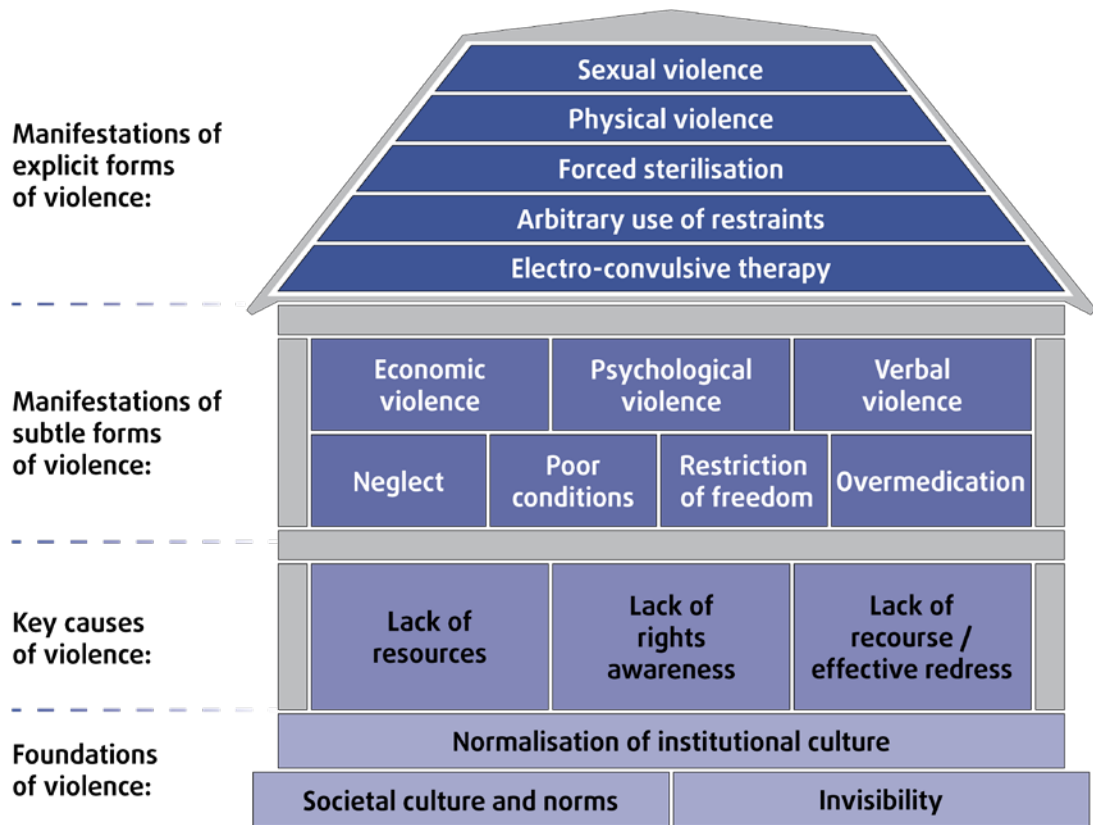 Sexual violence
Physical violence
Manifestations of
explicit forms
of violence:
Forced sterilisation
Arbitrary use of restraints
Electro-convulsive therapy
Manifestations of
subtle forms
of violence:
Economic
violence
Psychological
violence
Verbal
violence
Neglect
Poor
conditions
Restriction
of freedom
Overmedication
Key causes
of violence:
Lack of
resources
Lack of
rights
awareness
Lack of
recourse /
effective redress
Foundations
of violence:
Normalisation of institutional culture
Societal culture and norms
Invisibility